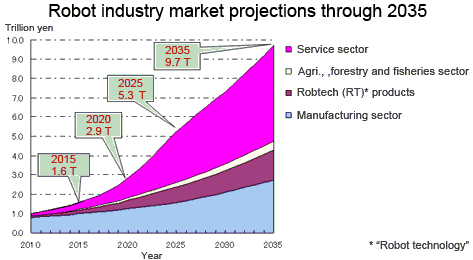 Robot industry market projections through 2035
Trillion yen
10.0
9.0
8.0
7.0
6.0
5.0
4.0
3.0
2.0
1.0
0.0
2010
2015
2020
2025
2030
2035
Year
2015
1.6 T
2020
2.9 T
2025
5.3 T
2035
9.7 T
Service sector
Agri., ,forestry and fisheries sector
Robtech (RT)* products
Manufacturing sector
* “Robot technology”